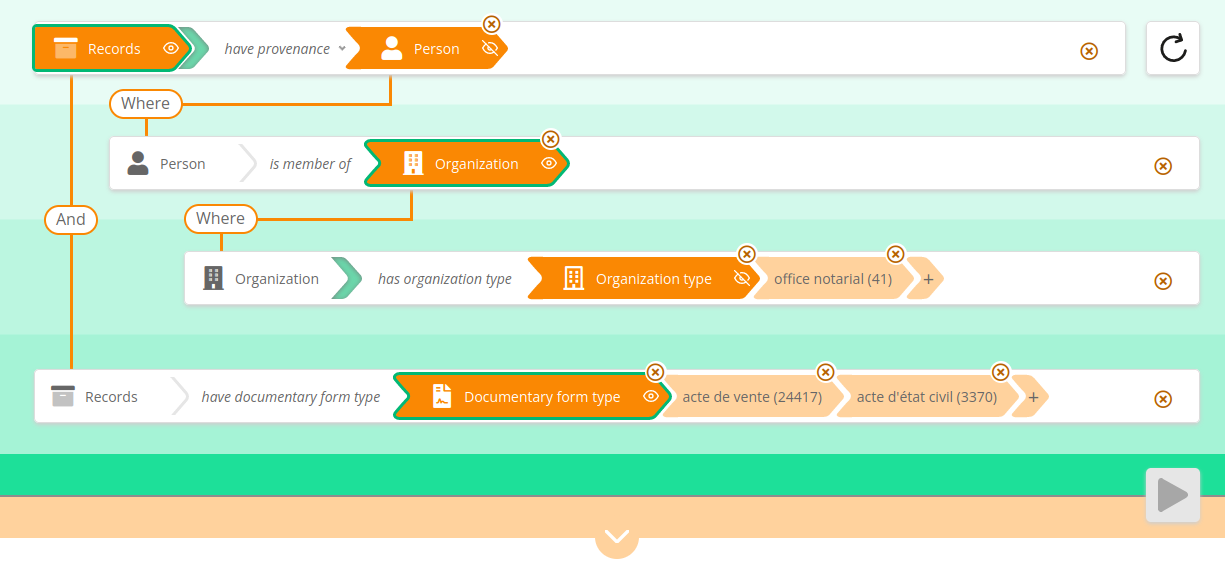 Records have provenance Person
Where
Person is member of Organization
And
Where
Organization has organization type Organization type office notarial (41) +
Records have documentary form type Documentary form type acte de vente (24417) acte d'état civil (3370) +